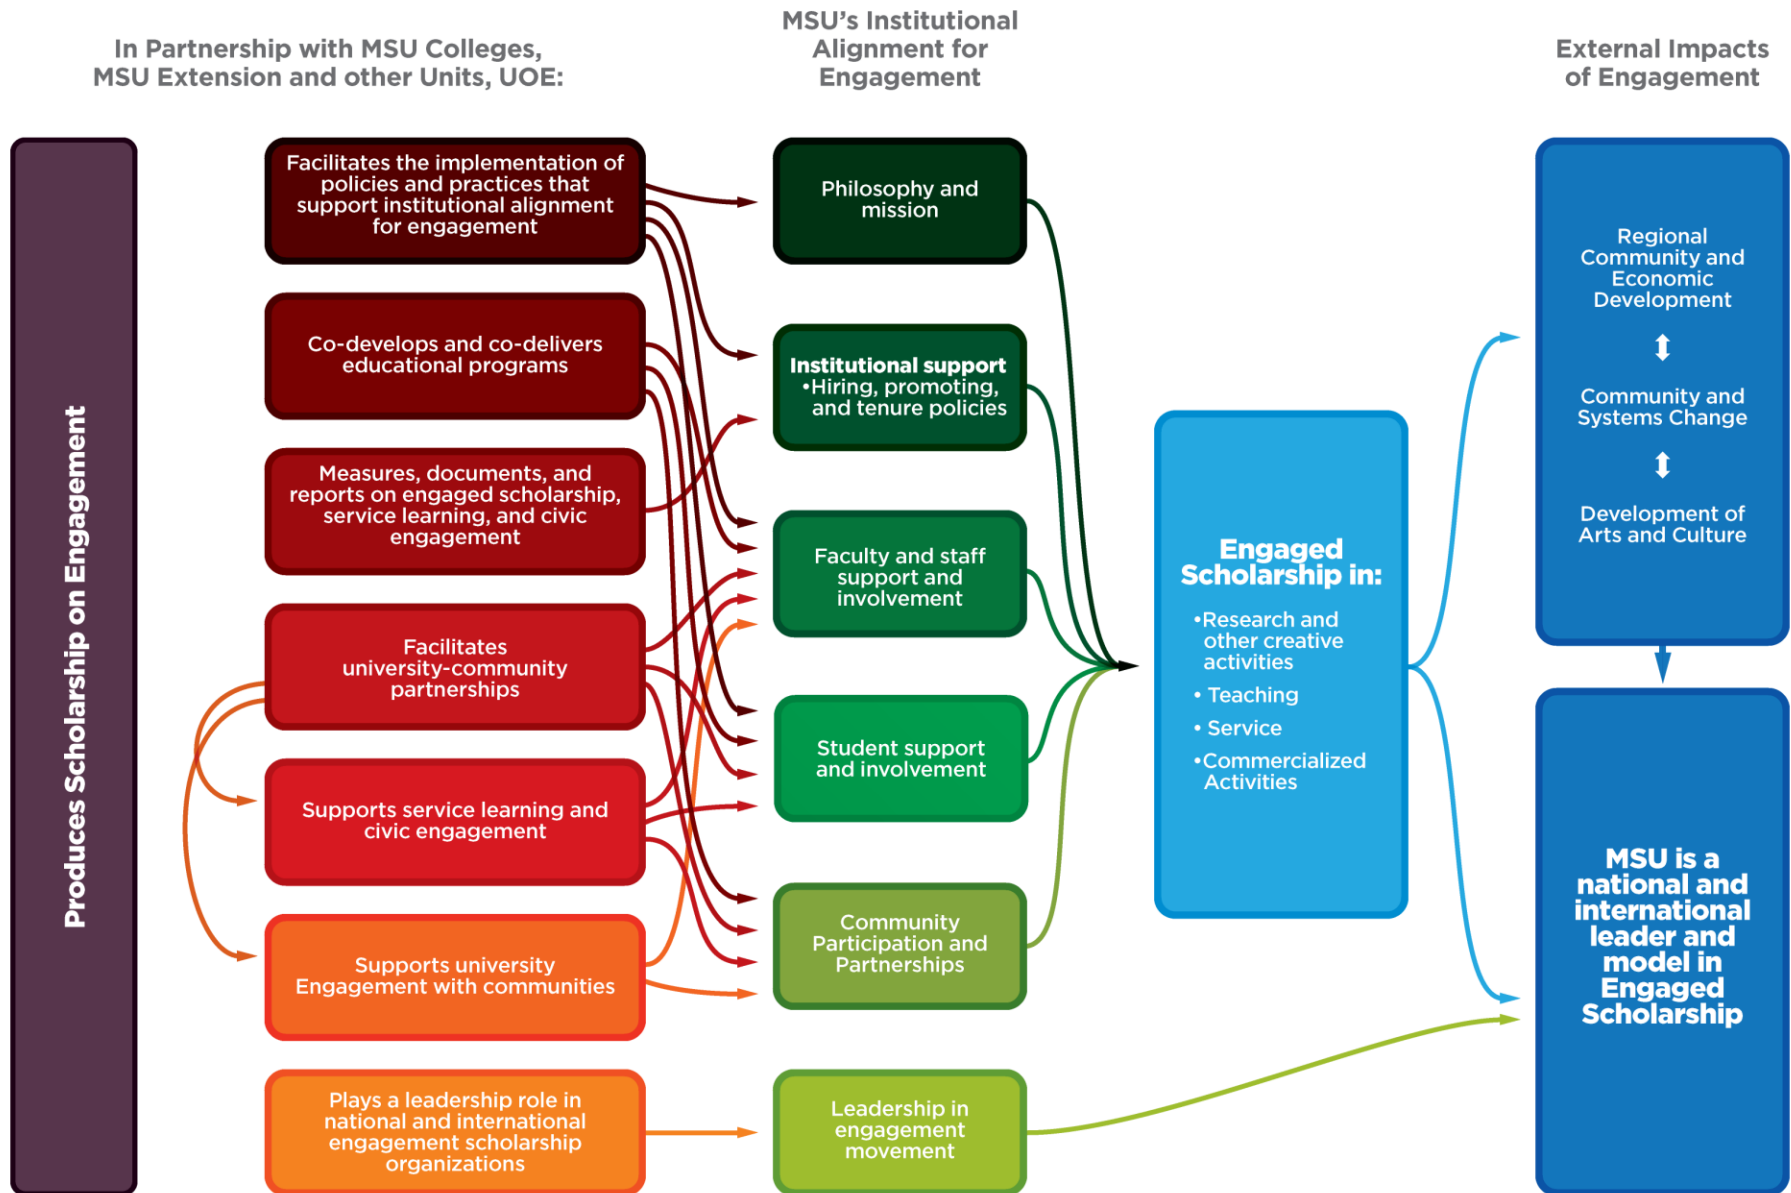 In Partnership with MSU Colleges,
MSU Extension and other Units, UOE:
MSU's Institutional
Alignment for
Engagement
External Impacts
of Engagement
Produces Scholarship on Engagement
Facilitates the implementation of
policies and practices that
support institutional alignment
for engagement
Co-develops and co-delivers
educational programs
Measures, documents, and
reports on engaged scholarship,
service learning, and civic
engagement
Facilitates
university-community
partnerships
Supports service learning and
civic engagement
Supports university
Engagement with communities
Plays a leadership role in
national and international
engagement scholarship
organizations
Philosophy and
mission
Institutional support
•Hiring, promoting,
and tenure policies
Faculty and staff
support and
involvement
Student support
and involvement
Community
Participation and
Partnerships
Leadership in
engagement
movement
Engaged
Scholarship in:
•Research and
other creative
activities
• Teaching
• Service
•Commercialized
Activities
Regional
Community and
Economic
Development
Community and
Systems Change
Development of
Arts and Culture
MSU is a
national and
international
leader and
model in
Engaged
Scholarship